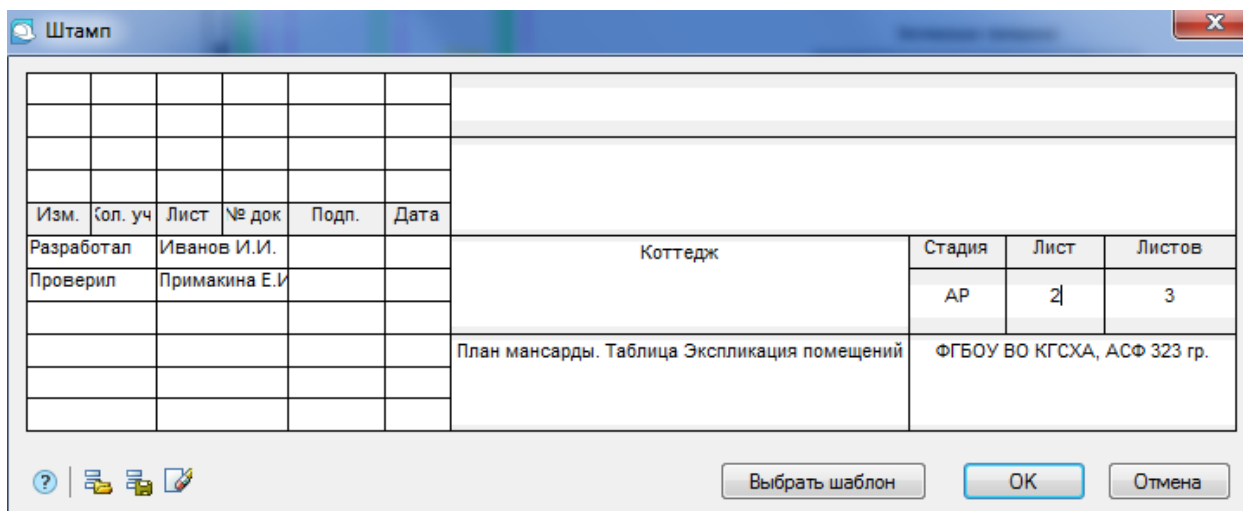 Штамп
Изм. Кол. уч Лист № док Подп. Дата
Разработал Иванов И.И. Коттедж Стадия Лист Листов
Проверил Примакина Е.И
АР 2 3
План мансарды. Таблица Экспликация помещений ФГБОУ ВО КГСХА, АСФ 323 гр.
Выбрать шаблон OK Отмена